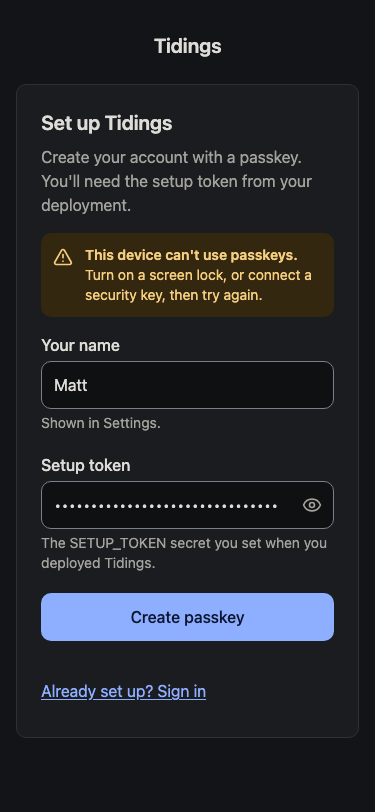 Tidings
Set up Tidings
Create your account with a passkey.
You'll need the setup token from your
deployment.
This device can't use passkeys.
Turn on a screen lock, or connect a
security key, then try again.
Your name
Matt
Shown in Settings.
Setup token
•••••••••••••••••••••••••••••••
The SETUP_TOKEN secret you set when you
deployed Tidings.
Create passkey
Already set up? Sign in